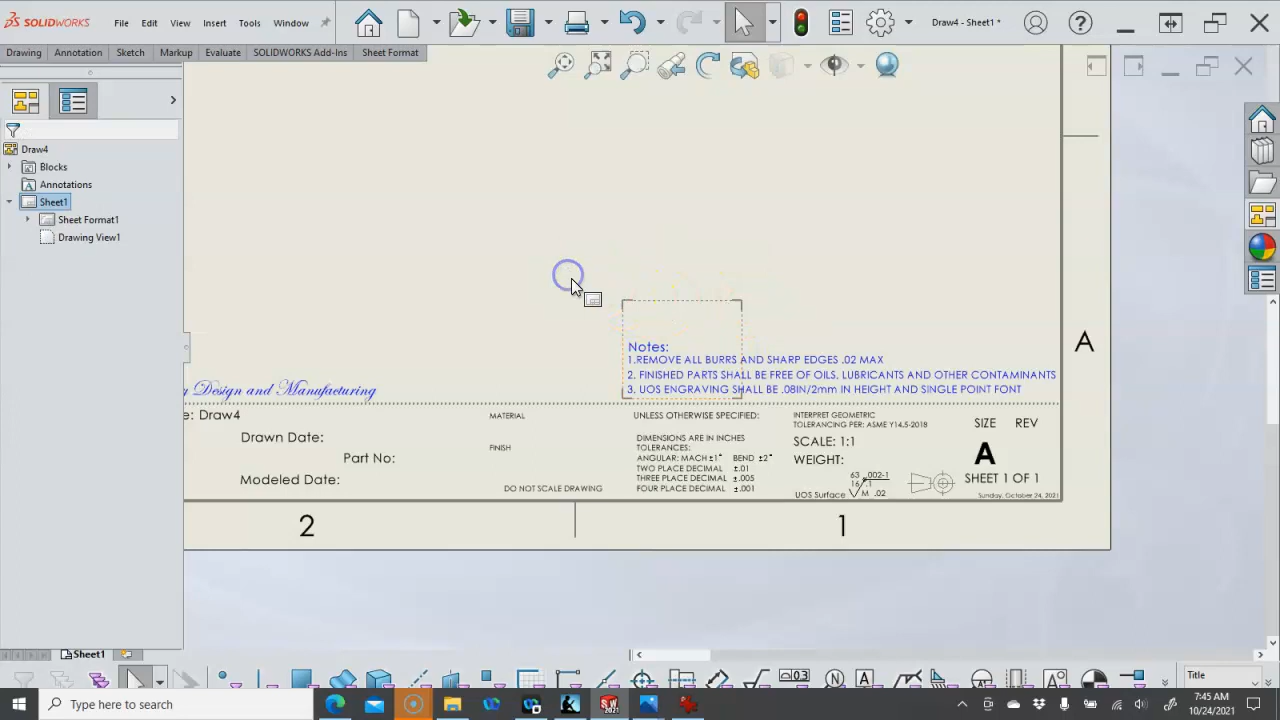 SOLIDWORKS
File
Edit
View
Insert
Tools
Window
Draw4 - Sheet1 *
Drawing
Annotation
Sketch
Markup
Evaluate
SOLIDWORKS Add-Ins
Sheet Format
Draw4
Blocks
Annotations
Sheet1
Sheet Format1
Drawing View1
A
Notes:
1.REMOVE ALL BURRS AND SHARP EDGES .02 MAX
2. FINISHED PARTS SHALL BE FREE OF OILS, LUBRICANTS AND OTHER CONTAMINANTS
3. UOS ENGRAVING SHALL BE .08IN/2mm IN HEIGHT AND SINGLE POINT FONT
Design and Manufacturing
e: Draw4
Drawn Date:
Part No:
Modeled Date:
MATERIAL
FINISH
DO NOT SCALE DRAWING
UNLESS OTHERWISE SPECIFIED:
DIMENSIONS ARE IN INCHES
TOLERANCES:
ANGULAR: MACH ±1° BEND ±2°
TWO PLACE DECIMAL ±.01
THREE PLACE DECIMAL ±.005
FOUR PLACE DECIMAL ±.001
INTERPRET GEOMETRIC
TOLERANCING PER: ASME Y14.5-2018
SCALE: 1:1
WEIGHT:
UOS Surface
63 .002-1
16 .1
M .02
SIZE REV
A
SHEET 1 OF 1
Sunday, October 24, 2021
2
1
Sheet1
Title
Type here to search
7:45 AM
10/24/2021